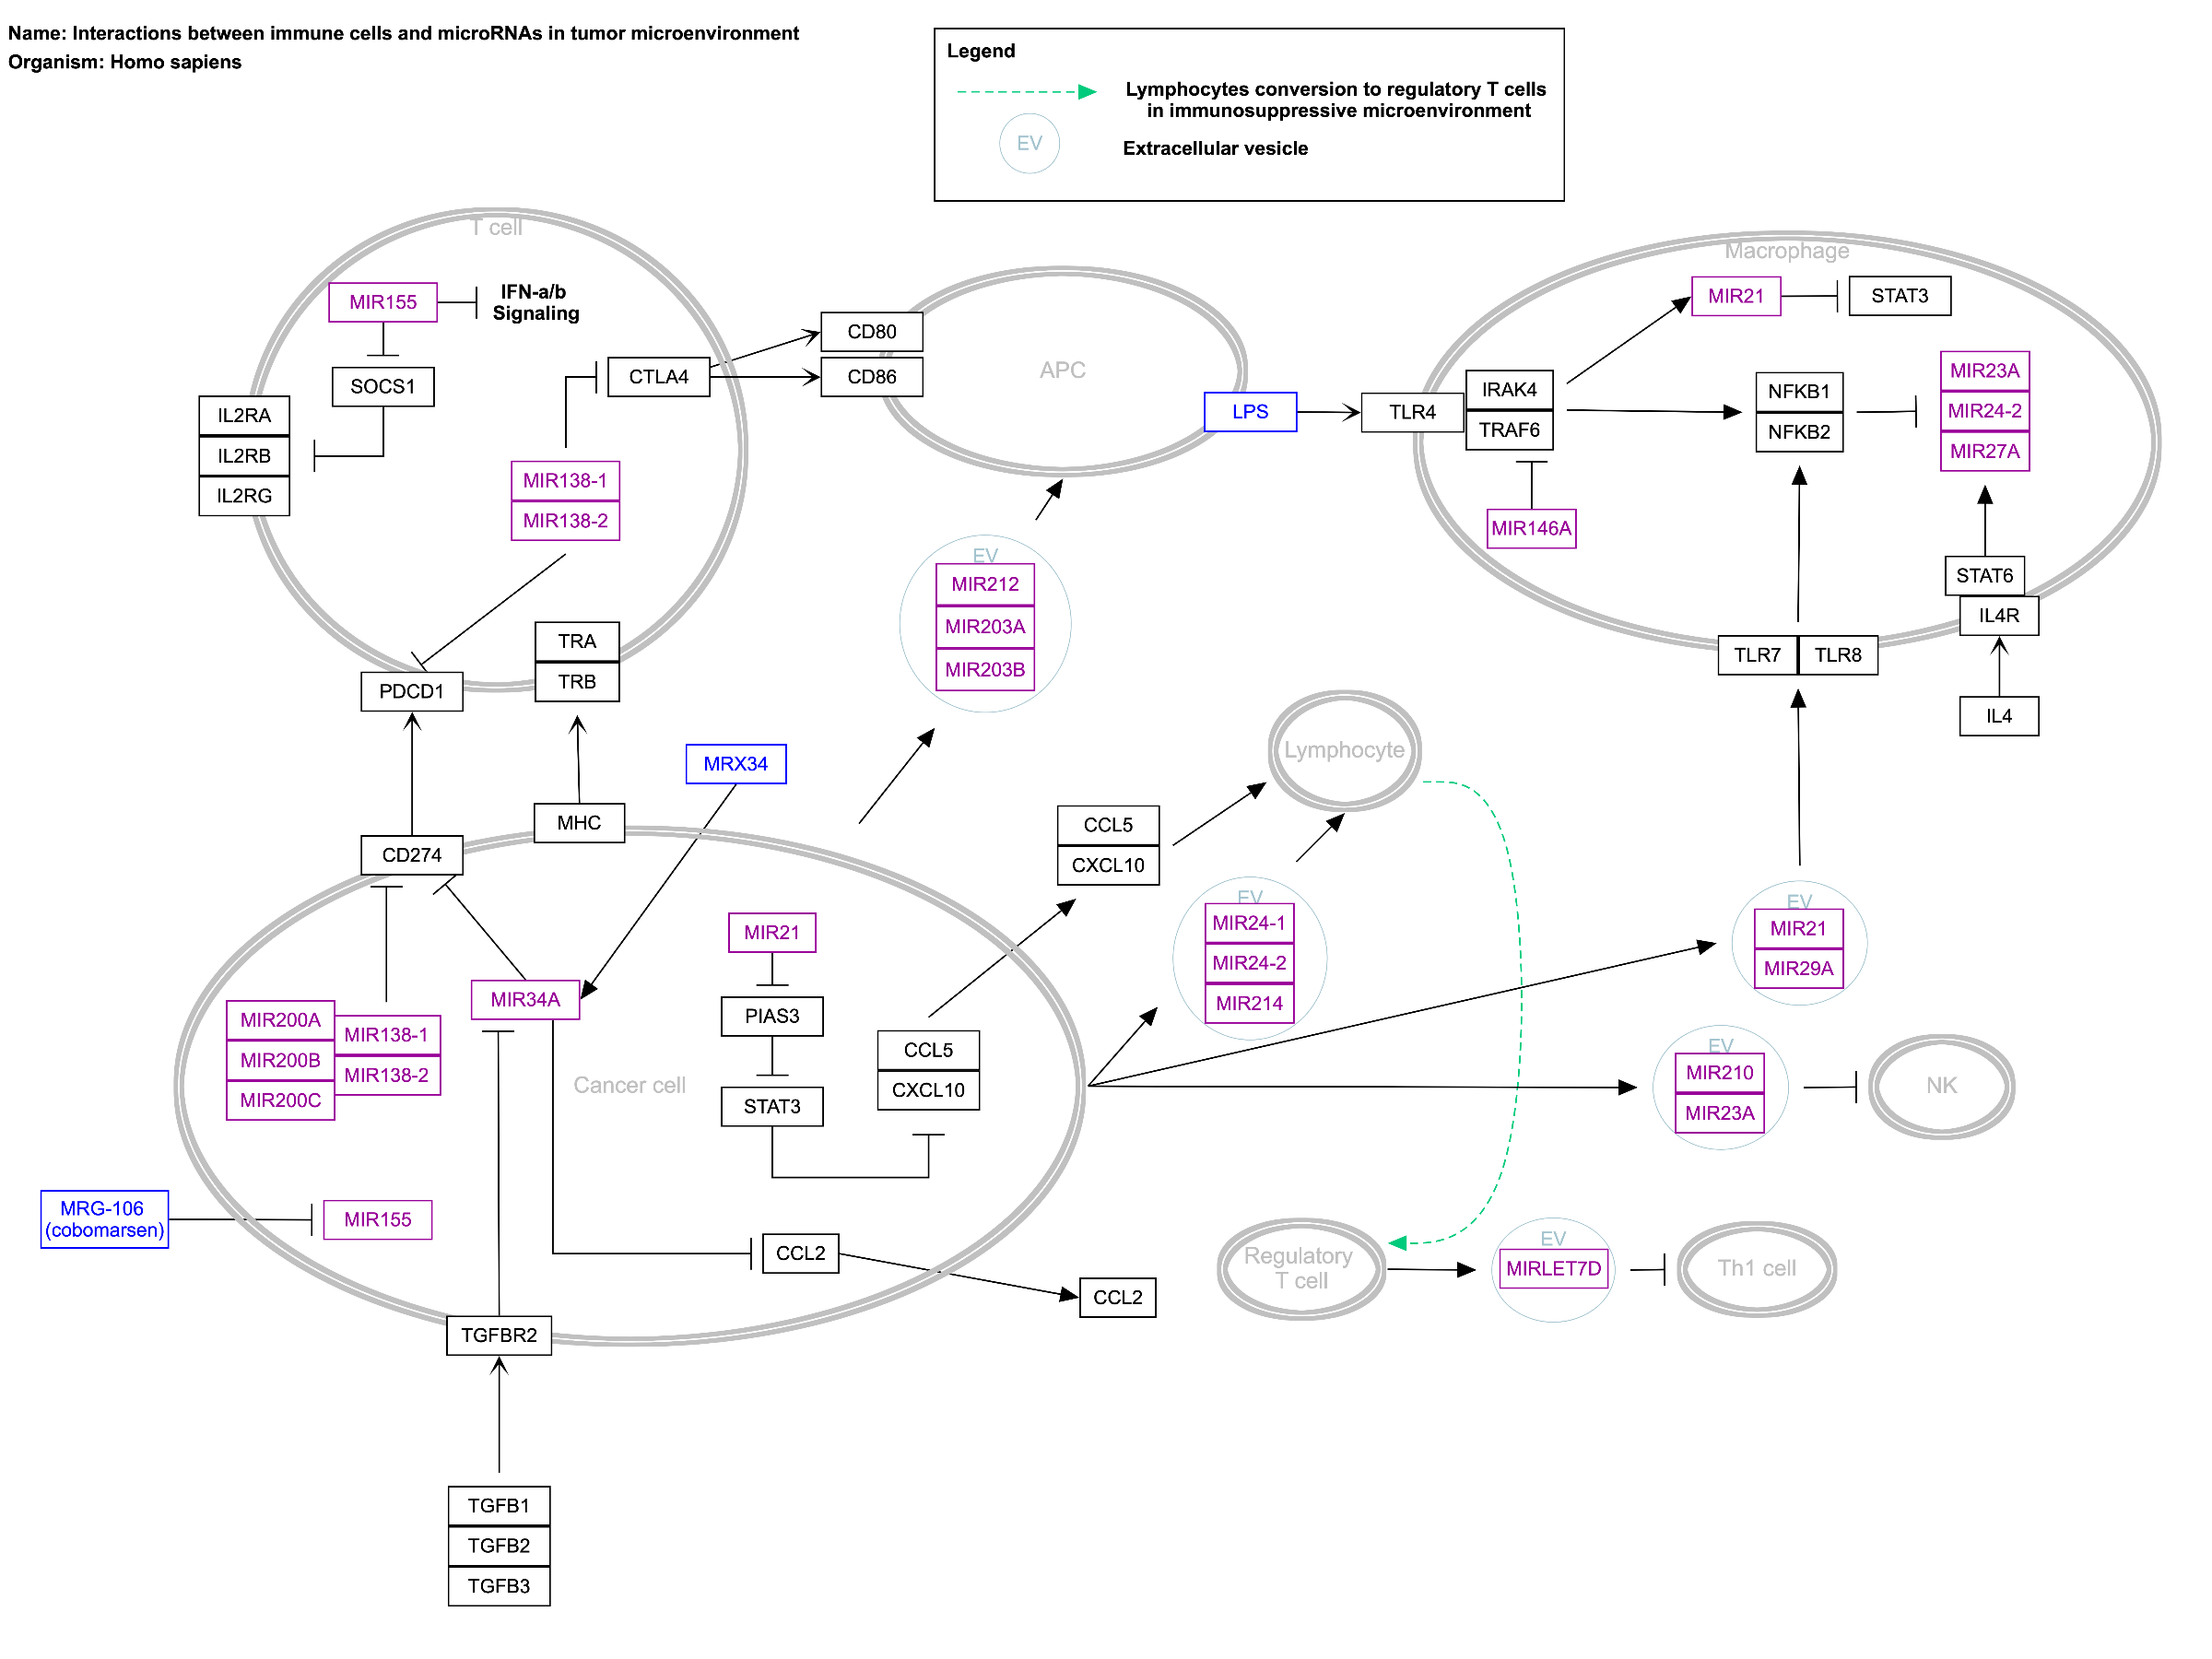 Name: Interactions between immune cells and microRNAs in tumor microenvironment
Organism: Homo sapiens
Legend
Lymphocytes conversion to regulatory T cells
in immunosuppressive microenvironment
EV
Extracellular vesicle
T cell
MIR155
IFN-a/b
Signaling
SOCS1
IL2RA
IL2RB
IL2RG
CTLA4
MIR138-1
MIR138-2
PDCD1
TRA
TRB
CD80
CD86
APC
LPS
Macrophage
MIR21
STAT3
TLR4
IRAK4
TRAF6
NFKB1
NFKB2
MIR23A
MIR24-2
MIR27A
MIR146A
STAT6
IL4R
IL4
TLR7
TLR8
EV
MIR212
MIR203A
MIR203B
MRX34
MHC
CD274
Lymphocyte
CCL5
CXCL10
EV
MIR24-1
MIR24-2
MIR214
EV
MIR21
MIR29A
EV
MIR210
MIR23A
NK
MIR21
PIAS3
STAT3
CCL5
CXCL10
MIR34A
MIR200A
MIR200B
MIR200C
MIR138-1
MIR138-2
Cancer cell
MRG-106
(cobomarsen)
MIR155
CCL2
CCL2
Regulatory
T cell
EV
MIRLET7D
Th1 cell
TGFBR2
TGFB1
TGFB2
TGFB3